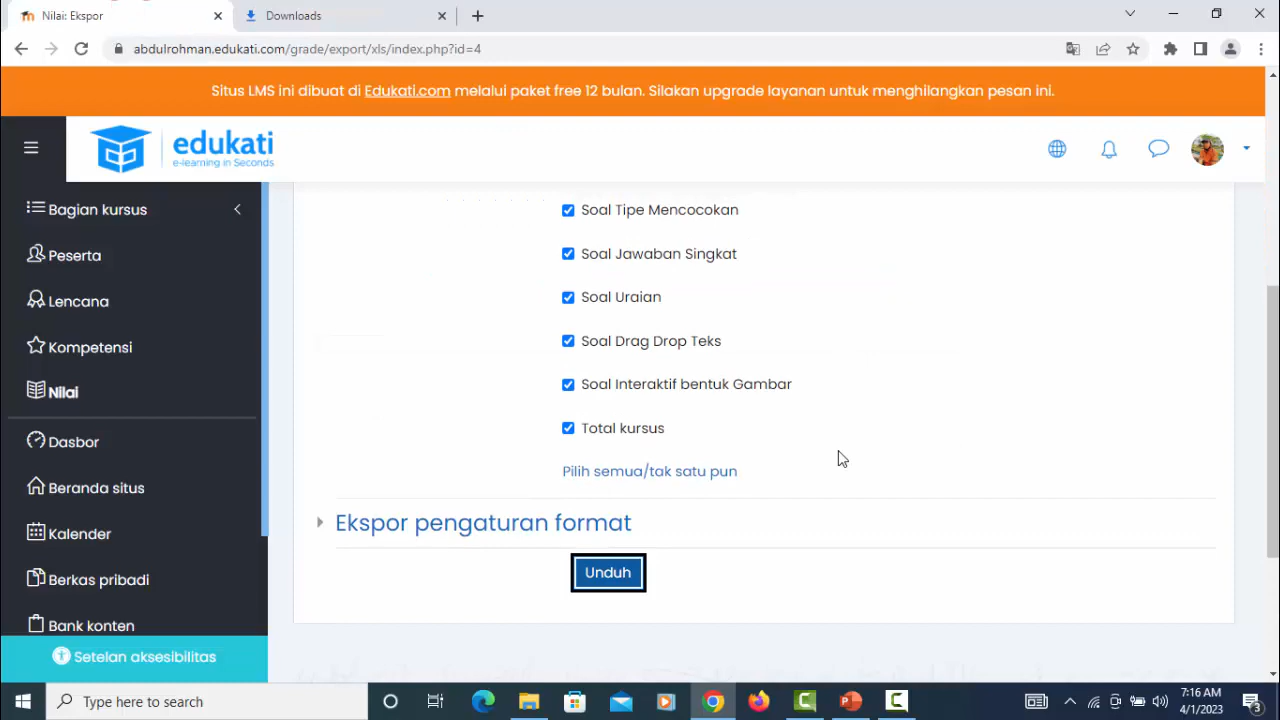 Nilai: Ekspor
Downloads
abdulrohman.edukati.com/grade/export/xls/index.php?id=4
Situs LMS ini dibuat di Edukati.com melalui paket free 12 bulan. Silakan upgrade layanan untuk menghilangkan pesan ini.
edukati
e-learning in Seconds
Bagian kursus
Peserta
Lencana
Kompetensi
Nilai
Dasbor
Beranda situs
Kalender
Berkas pribadi
Bank konten
Setelan aksesibilitas
Soal Tipe Mencocokan
Soal Jawaban Singkat
Soal Uraian
Soal Drag Drop Teks
Soal Interaktif bentuk Gambar
Total kursus
Pilih semua/tak satu pun
Ekspor pengaturan format
Unduh
Type here to search
7:16 AM
4/1/2023
3